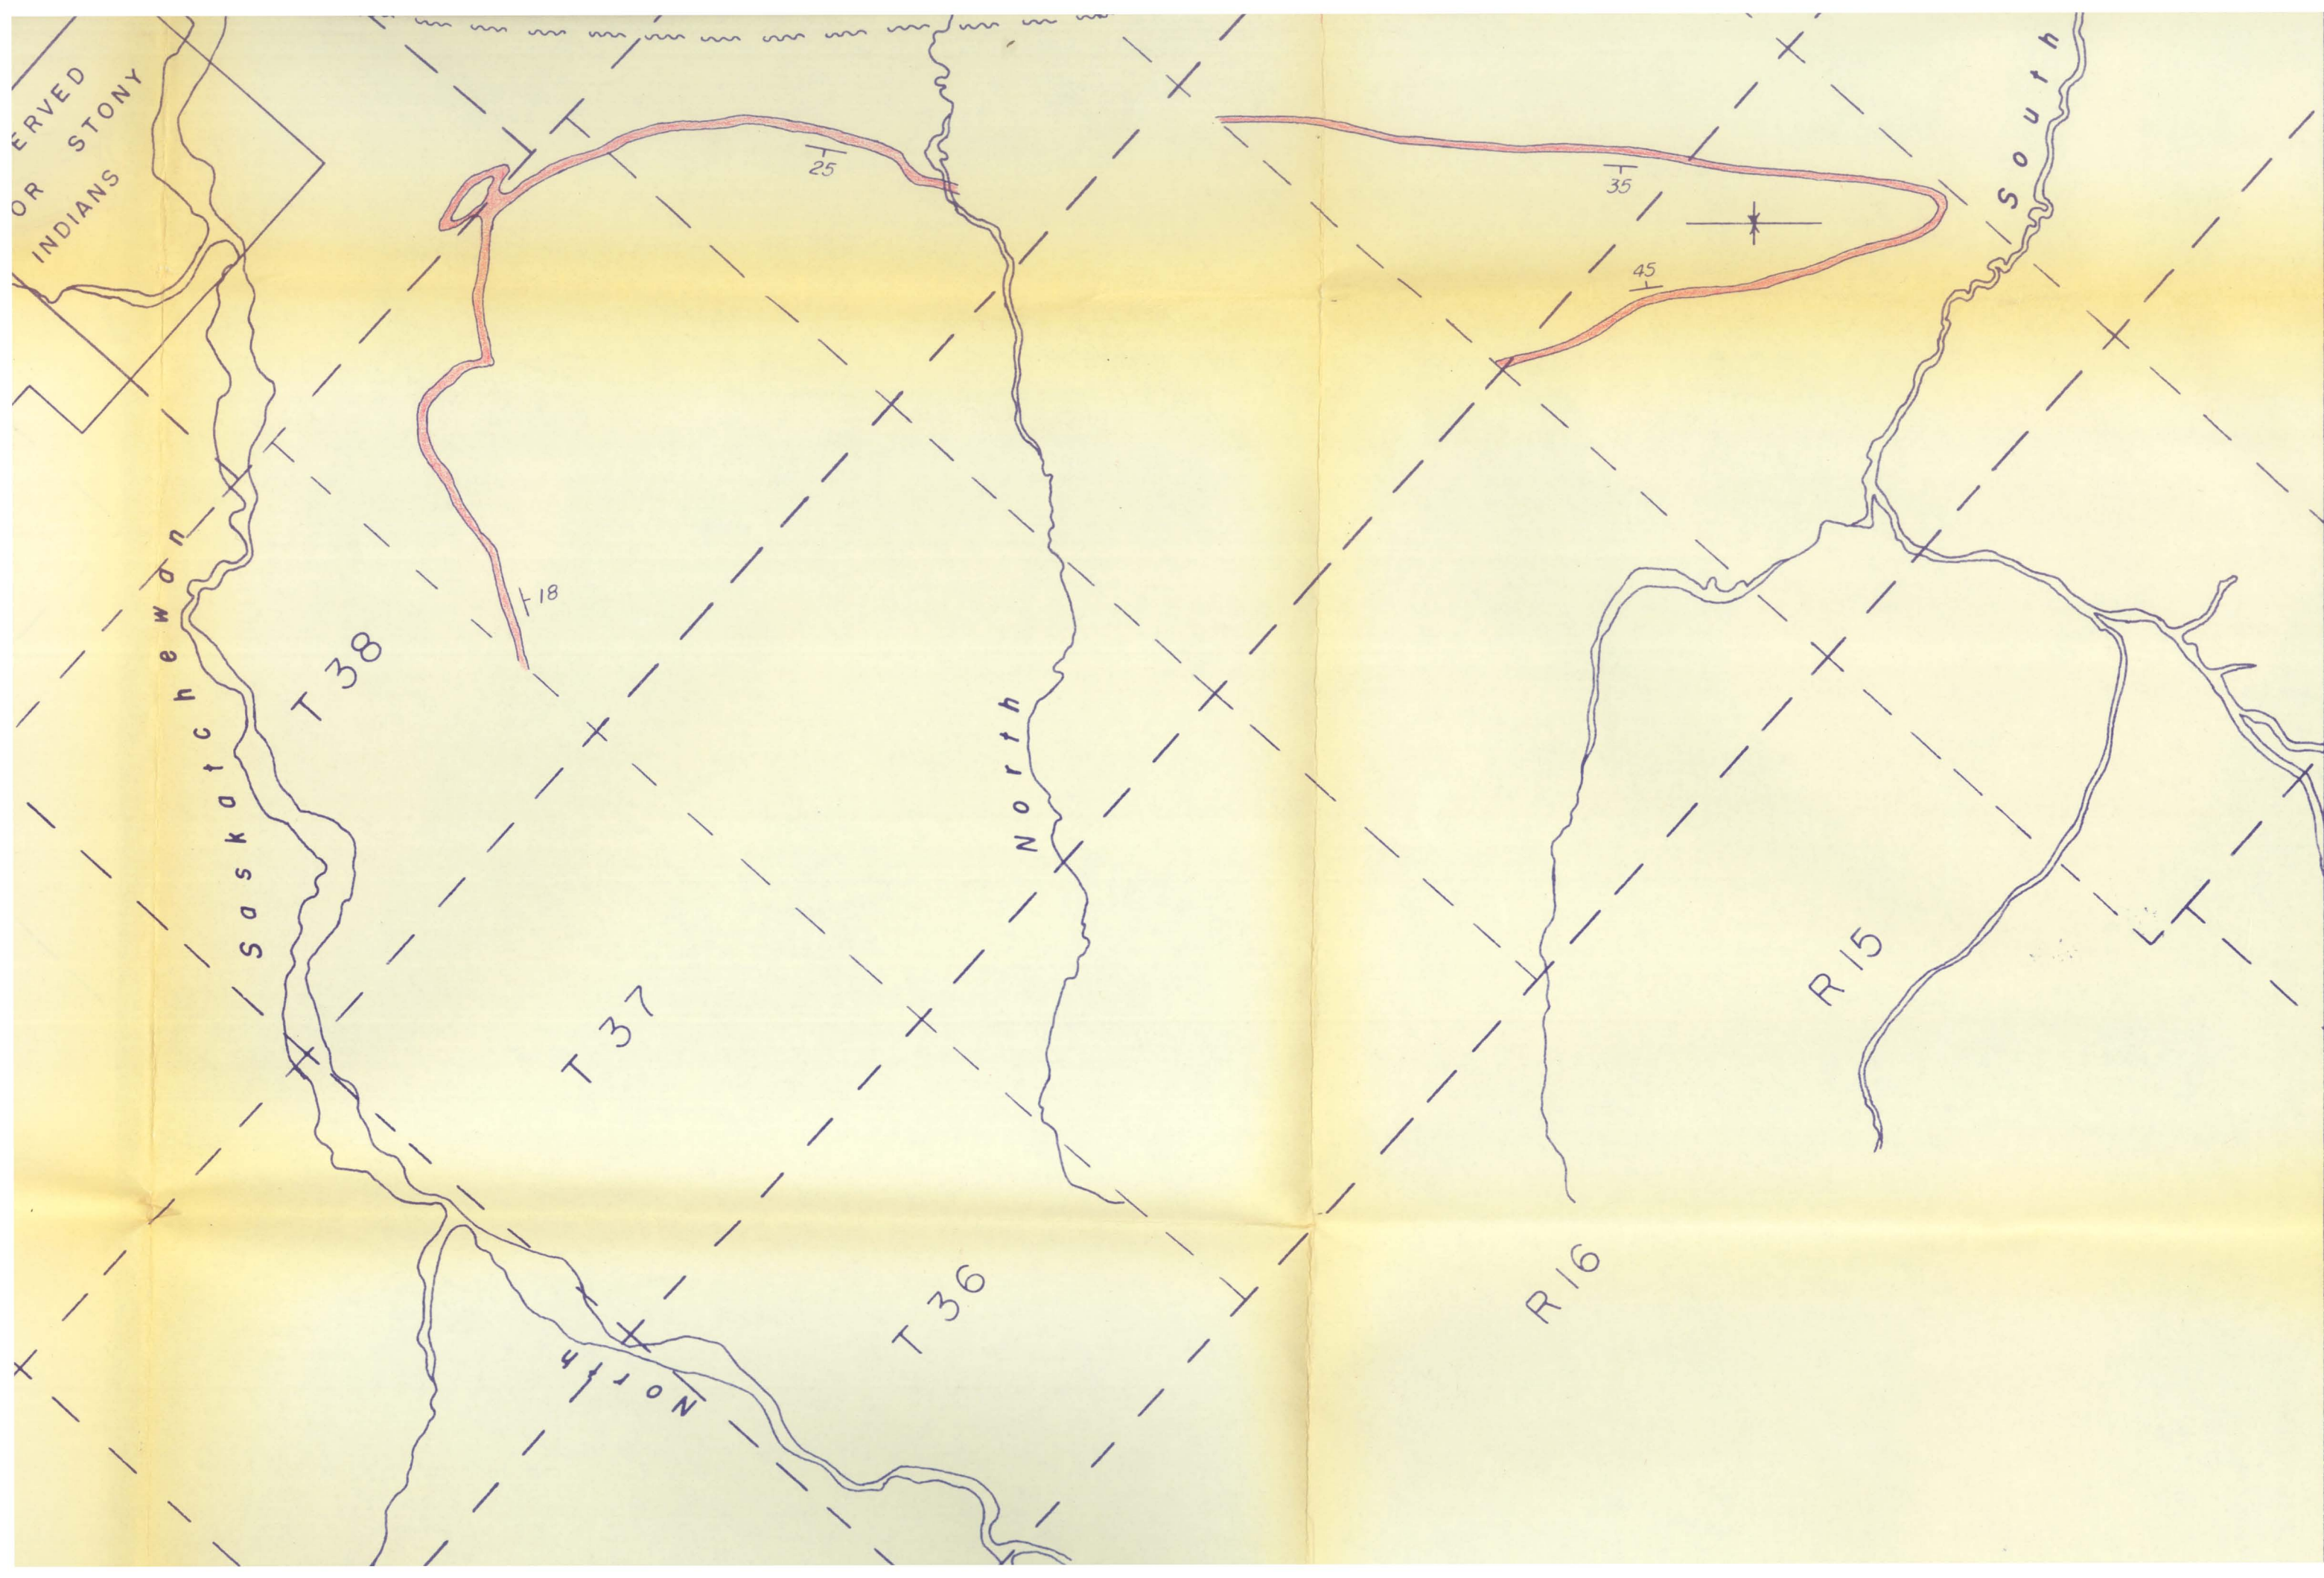 ERVED
OR STONY
INDIANS
25
35
45
18
South
Saskatchewan
T 38
North
T 37
R 15
T 36
R 16
North